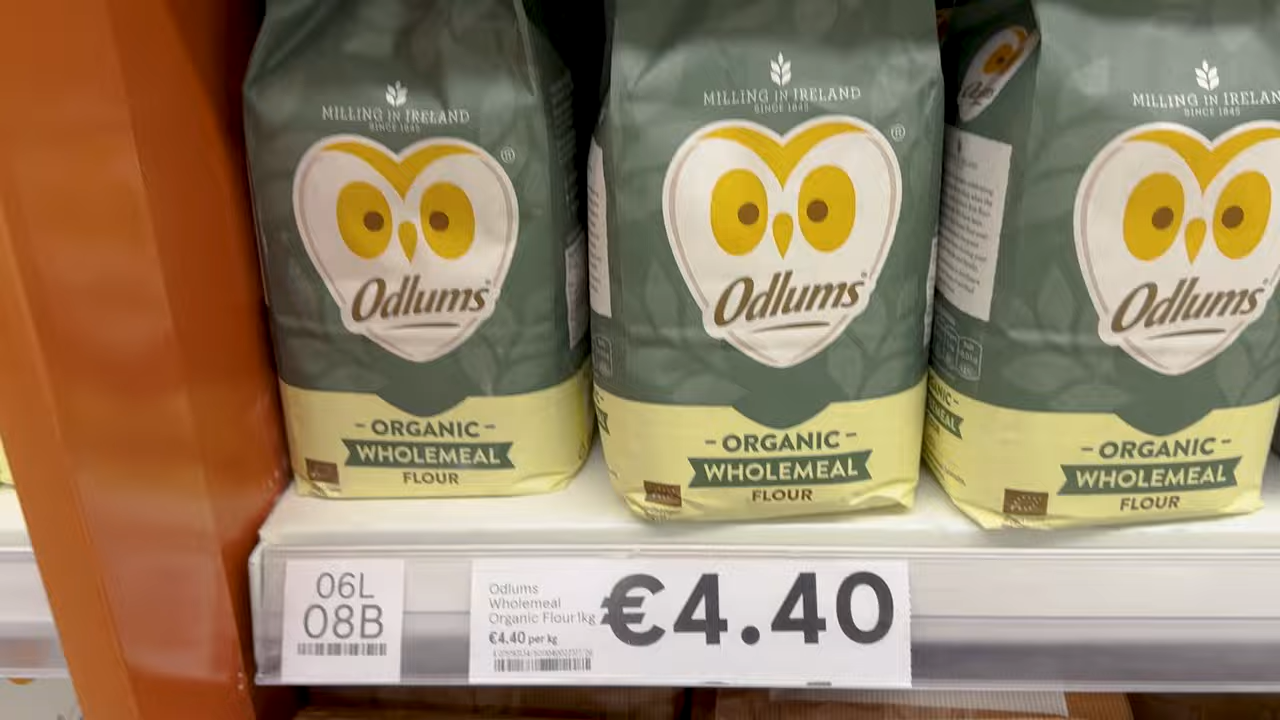 MILLING IN IRELAND
SINCE 1845
Odlums
ORGANIC
WHOLEMEAL
FLOUR
MILLING IN IRELAND
SINCE 1845
Odlums
ORGANIC
WHOLEMEAL
FLOUR
MILLING IN IRELAN
SINCE 1845
Odlums
ORGANIC
WHOLEMEAL
FLOUR
06L
08B
Odlums
Wholemeal
Organic Flour 1kg
€4.40 per kg
€4.40